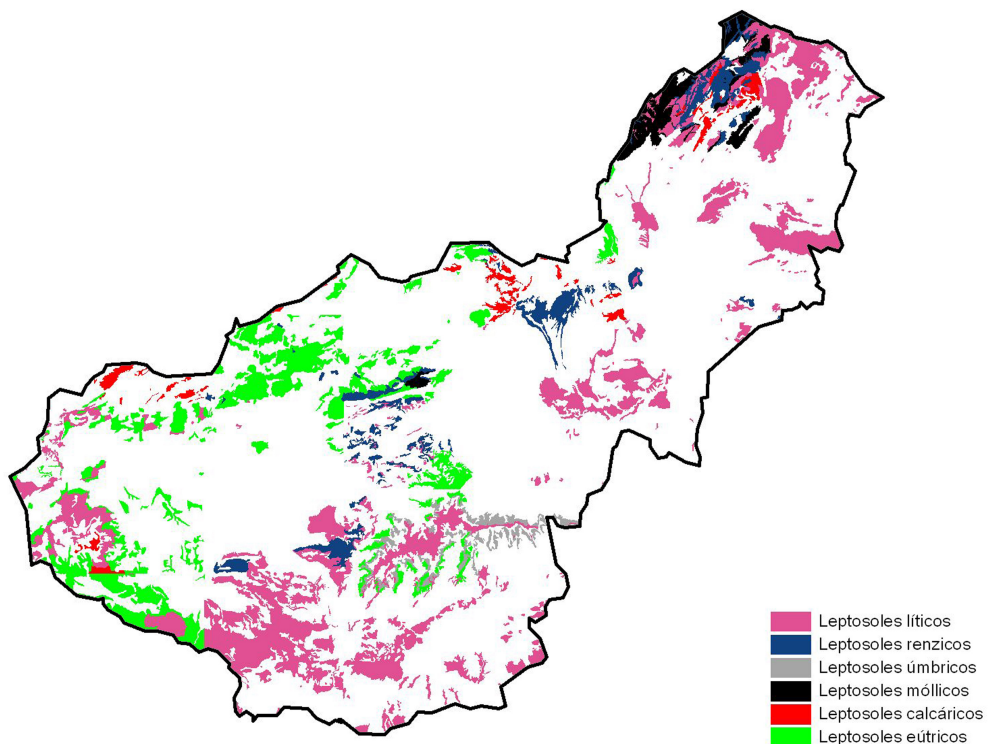 Leptosoles líticos
Leptosoles renzicos
Leptosoles úmbricos
Leptosoles móllicos
Leptosoles calcáricos
Leptosoles eútricos